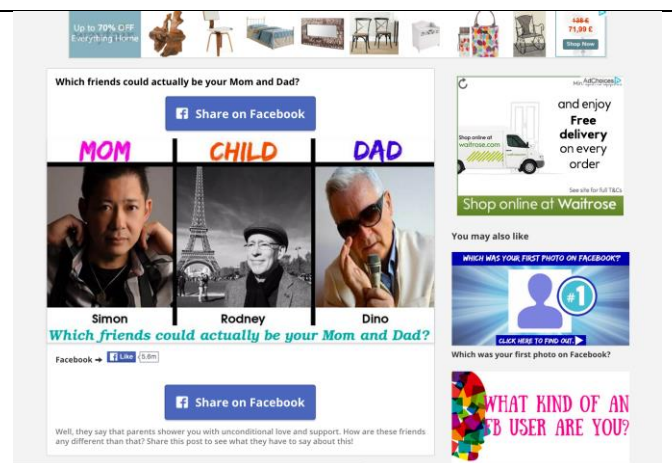 Up to 70% OFF
Everything Home
138 €
71,99 €
Shop Now
Which friends could actually be your Mom and Dad?
Share on Facebook
MOM CHILD DAD
Simon Rodney Dino
Which friends could actually be your Mom and Dad?
Facebook ➔ Like 5.6m
Share on Facebook
Well, they say that parents shower you with unconditional love and support. How are these friends
any different than that? Share this post to see what they have to say about this!
AdChoices
and enjoy
Free
delivery
on every
order
Shop online at
waitrose.com
See site for full T&Cs
Shop online at Waitrose
You may also like
WHICH WAS YOUR FIRST PHOTO ON FACEBOOK?
#1
CLICK HERE TO FIND OUT.
Which was your first photo on Facebook?
WHAT KIND OF AN
FB USER ARE YOU?